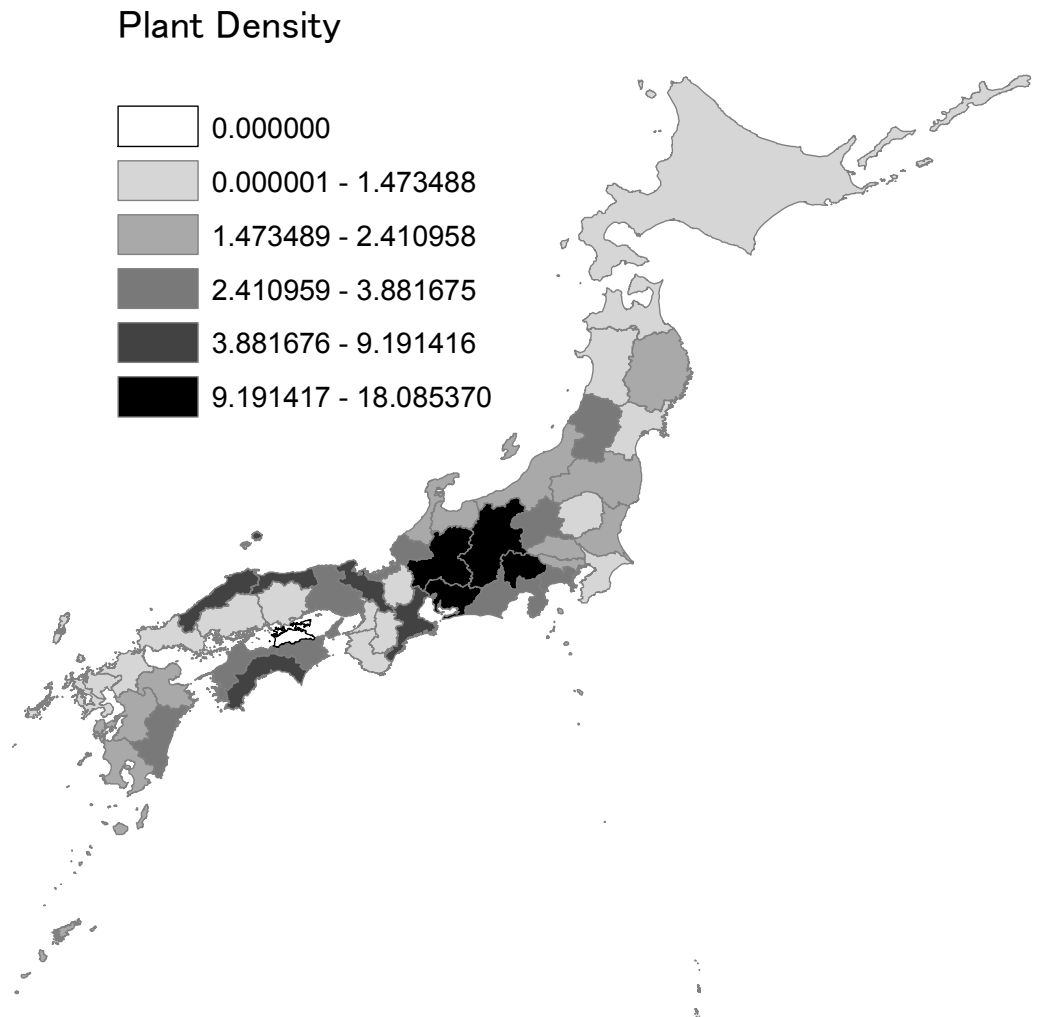 Plant Density
0.000000
0.000001 - 1.473488
1.473489 - 2.410958
2.410959 - 3.881675
3.881676 - 9.191416
9.191417 - 18.085370